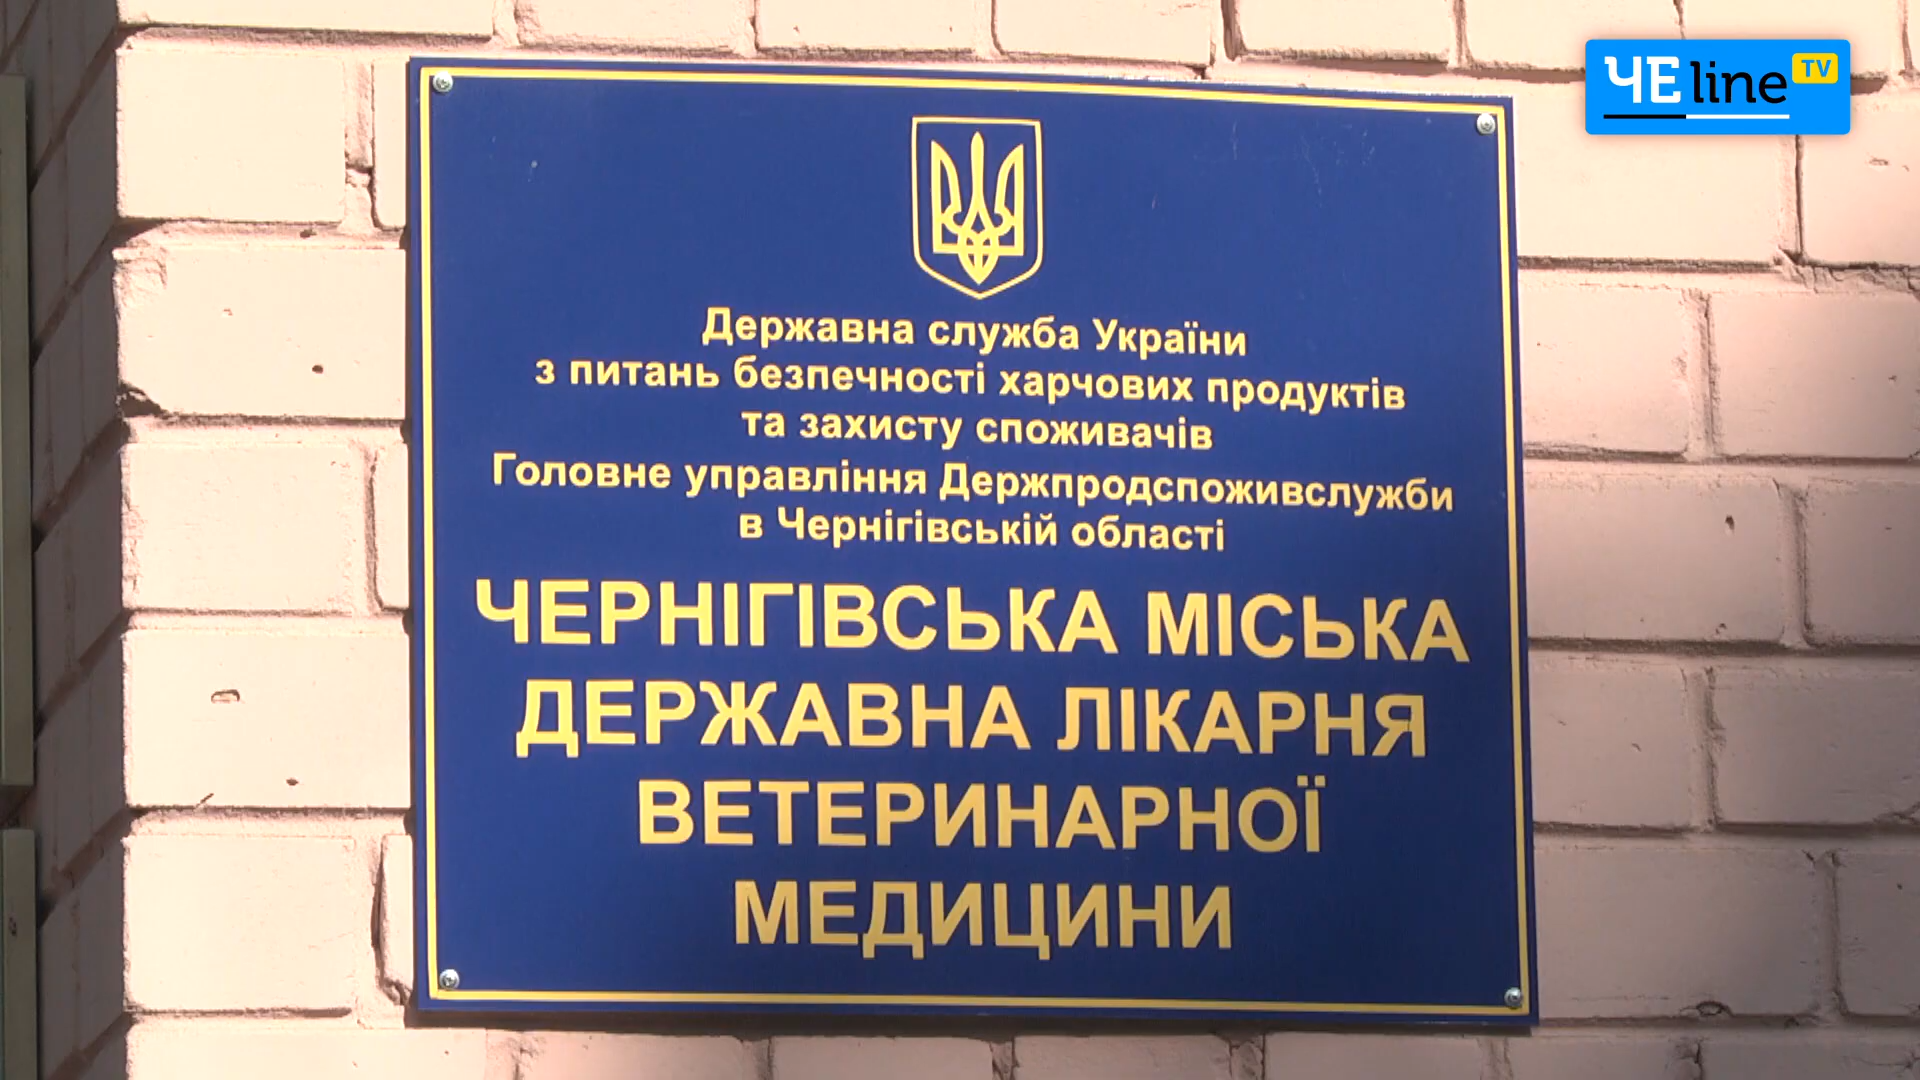 ЧЕline TV
Державна служба України
з питань безпечності харчових продуктів
та захисту споживачів
Головне управління Держпродспоживслужби
в Чернігівській області
ЧЕРНІГІВСЬКА МІСЬКА
ДЕРЖАВНА ЛІКАРНЯ
ВЕТЕРИНАРНОЇ
МЕДИЦИНИ